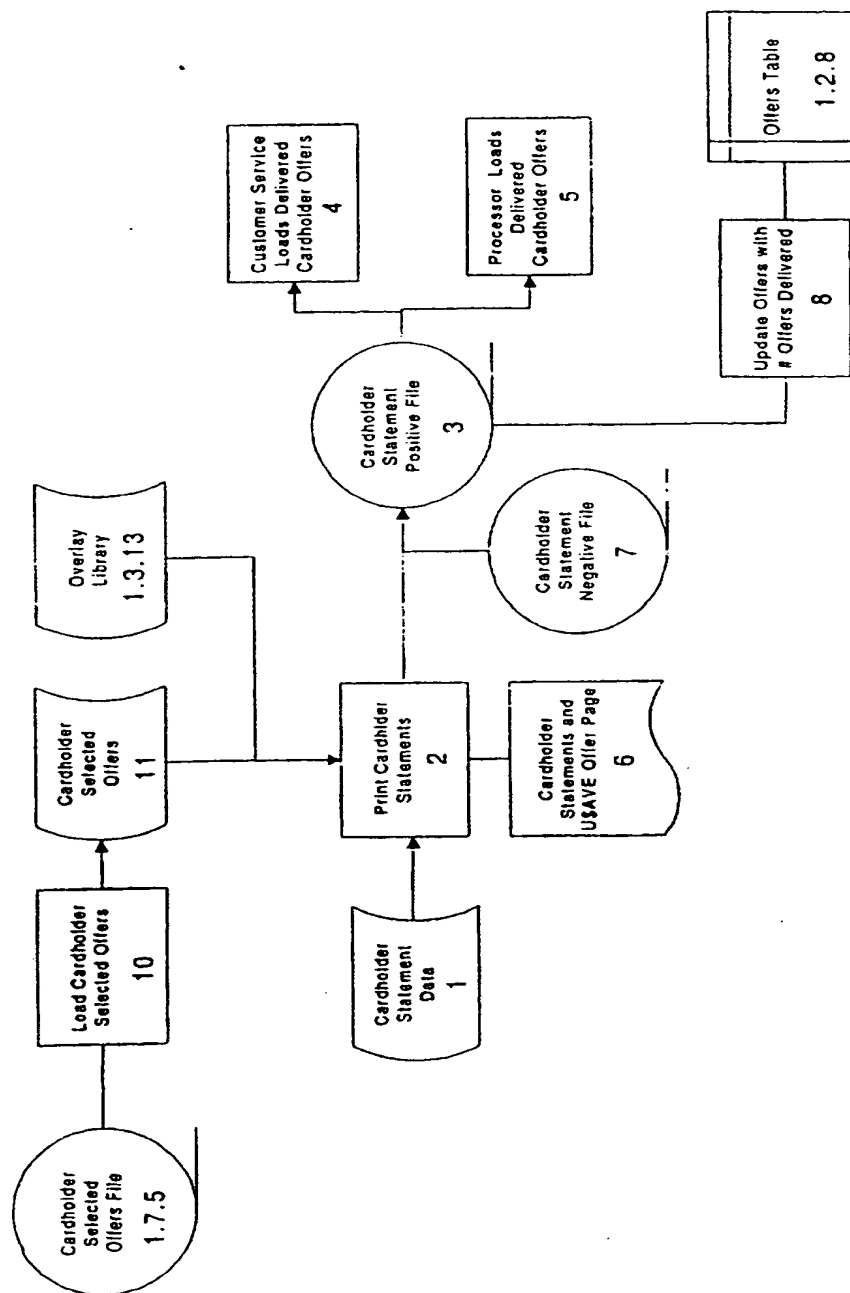 Cardholder
Selected
Offers File
1.7.5
Load Cardholder
Selected Offers
10
Cardholder
Selected
Offers
11
Overlay
Library
1.3.13
Cardholder
Statement
Data
1
Print Cardhlder
Statements
2
Cardholder
Statements and
U$AVE Offer Page
6
Cardholder
Statement
Positive File
3
Cardholder
Statement
Negative File
7
Customer Service
Loads Delivered
Cardholder Offers
4
Processor Loads
Delivered
Cardholder Offers
5
Update Offers with
# Offers Delivered
8
Offers Table
1.2.8